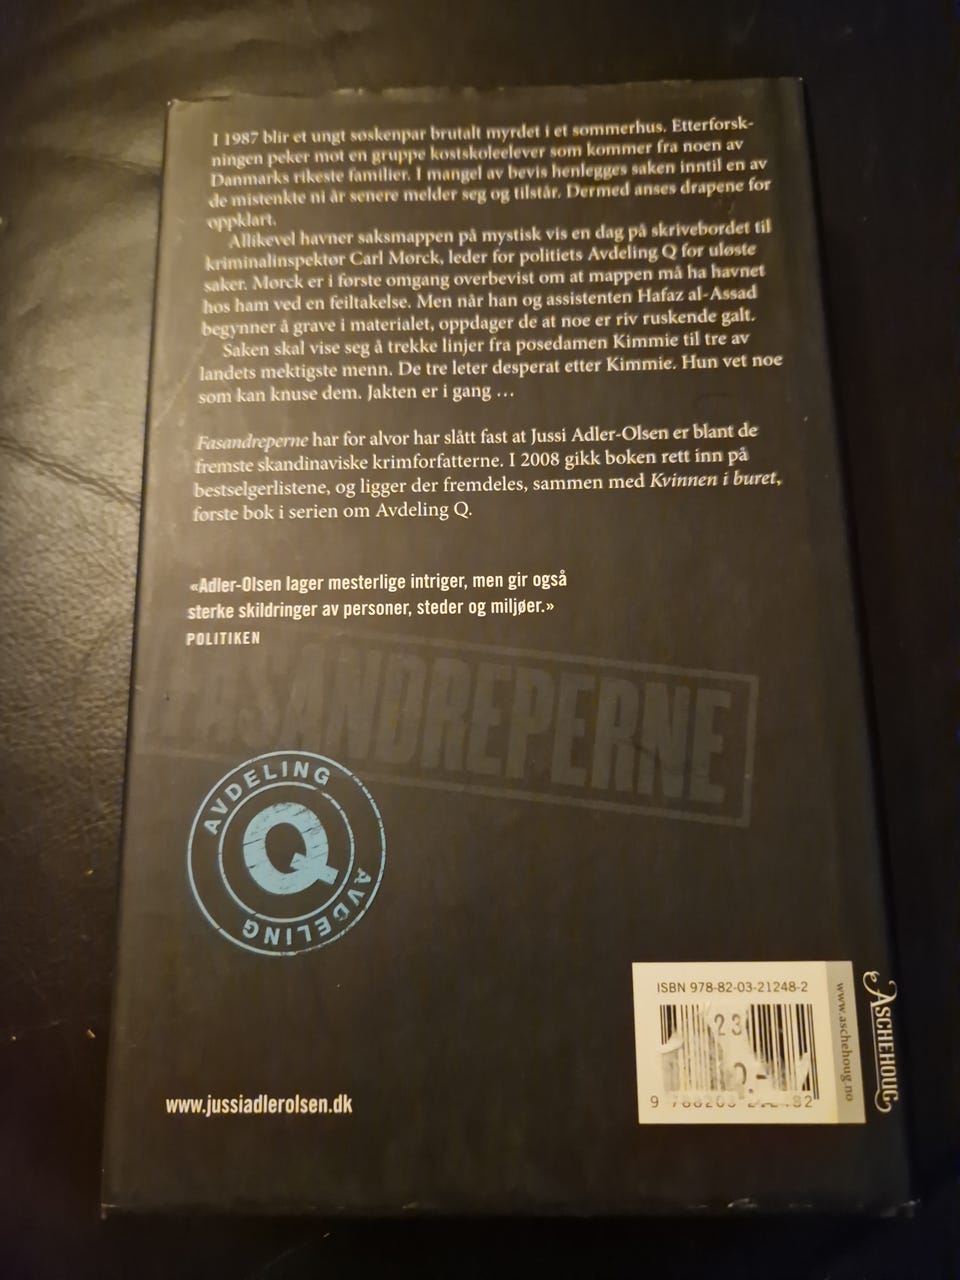 I 1987 blir et ungt søskenpar brutalt myrdet i et sommerhus. Etterforsk-
ningen peker mot en gruppe kostskoleelever som kommer fra noen av
Danmarks rikeste familier. I mangel av bevis henlegges saken inntil en av
de mistenkte ni år senere melder seg og tilstår. Dermed anses drapene for
oppklart.
Allikevel havner saksmappen på mystisk vis en dag på skrivebordet til
kriminalinspektør Carl Mørck, leder for politiets Avdeling Q for uløste
saker. Mørck er i første omgang overbevist om at mappen må ha havnet
hos ham ved en feiltakelse. Men når han og assistenten Hafaz al-Assad
begynner å grave i materialet, oppdager de at noe er riv ruskende galt.
Saken skal vise seg å trekke linjer fra posedamen Kimmie til tre av
landets mektigste menn. De tre leter desperat etter Kimmie. Hun vet noe
som kan knuse dem. Jakten er i gang …
Fasandreperne har for alvor har slått fast at Jussi Adler-Olsen er blant de
fremste skandinaviske krimforfatterne. I 2008 gikk boken rett inn på
bestselgerlistene, og ligger der fremdeles, sammen med Kvinnen i buret,
første bok i serien om Avdeling Q.
«Adler-Olsen lager mesterlige intriger, men gir også
sterke skildringer av personer, steder og miljøer.»
POLITIKEN
FASANDREPERNE
AVDELING
Q
AVDELING
www.jussiadlerolsen.dk
ISBN 978-82-03-21248-2
23
9
www.aschehoug.no
ASCHEHOUG